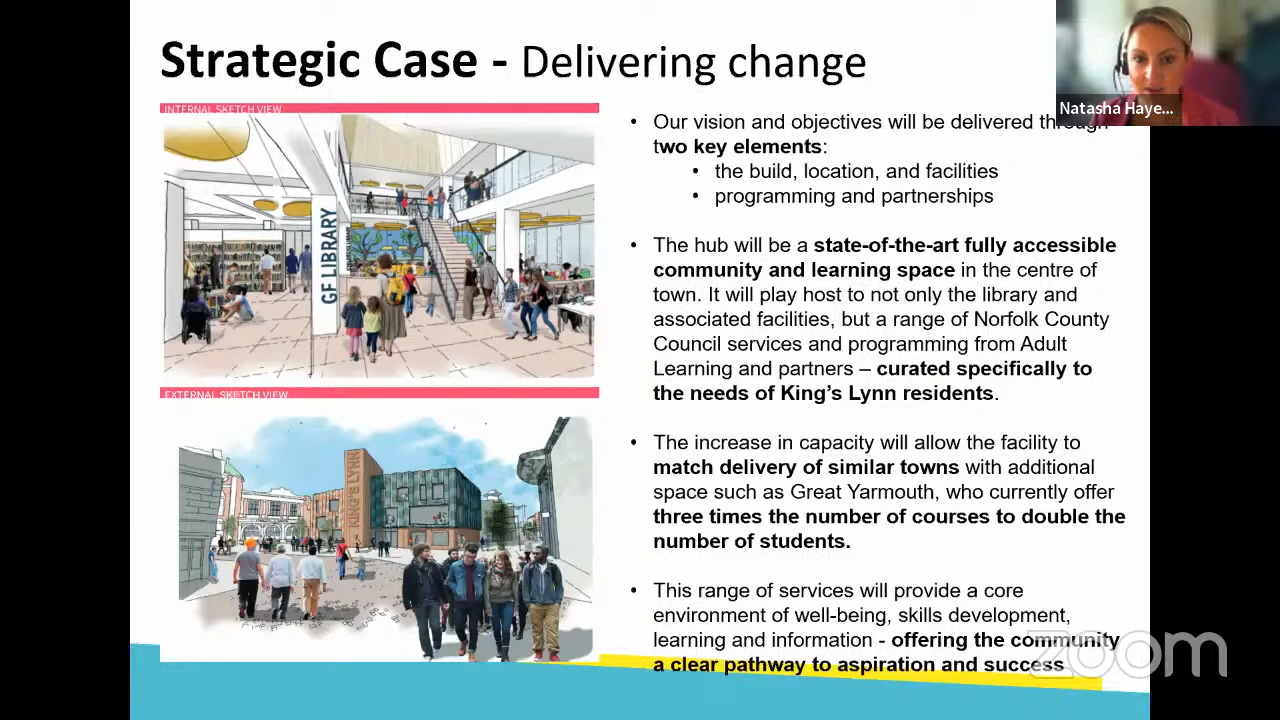 Strategic Case - Delivering change
Natasha Haye...
INTERNAL SKETCH VIEW
GF LIBRARY
EXTERNAL SKETCH VIEW
KING'S LYNN
• Our vision and objectives will be delivered through
two key elements:
• the build, location, and facilities
• programming and partnerships
• The hub will be a state-of-the-art fully accessible
community and learning space in the centre of
town. It will play host to not only the library and
associated facilities, but a range of Norfolk County
Council services and programming from Adult
Learning and partners – curated specifically to
the needs of King’s Lynn residents.
• The increase in capacity will allow the facility to
match delivery of similar towns with additional
space such as Great Yarmouth, who currently offer
three times the number of courses to double the
number of students.
• This range of services will provide a core
environment of well-being, skills development,
learning and information - offering the community
a clear pathway to aspiration and success
zoom